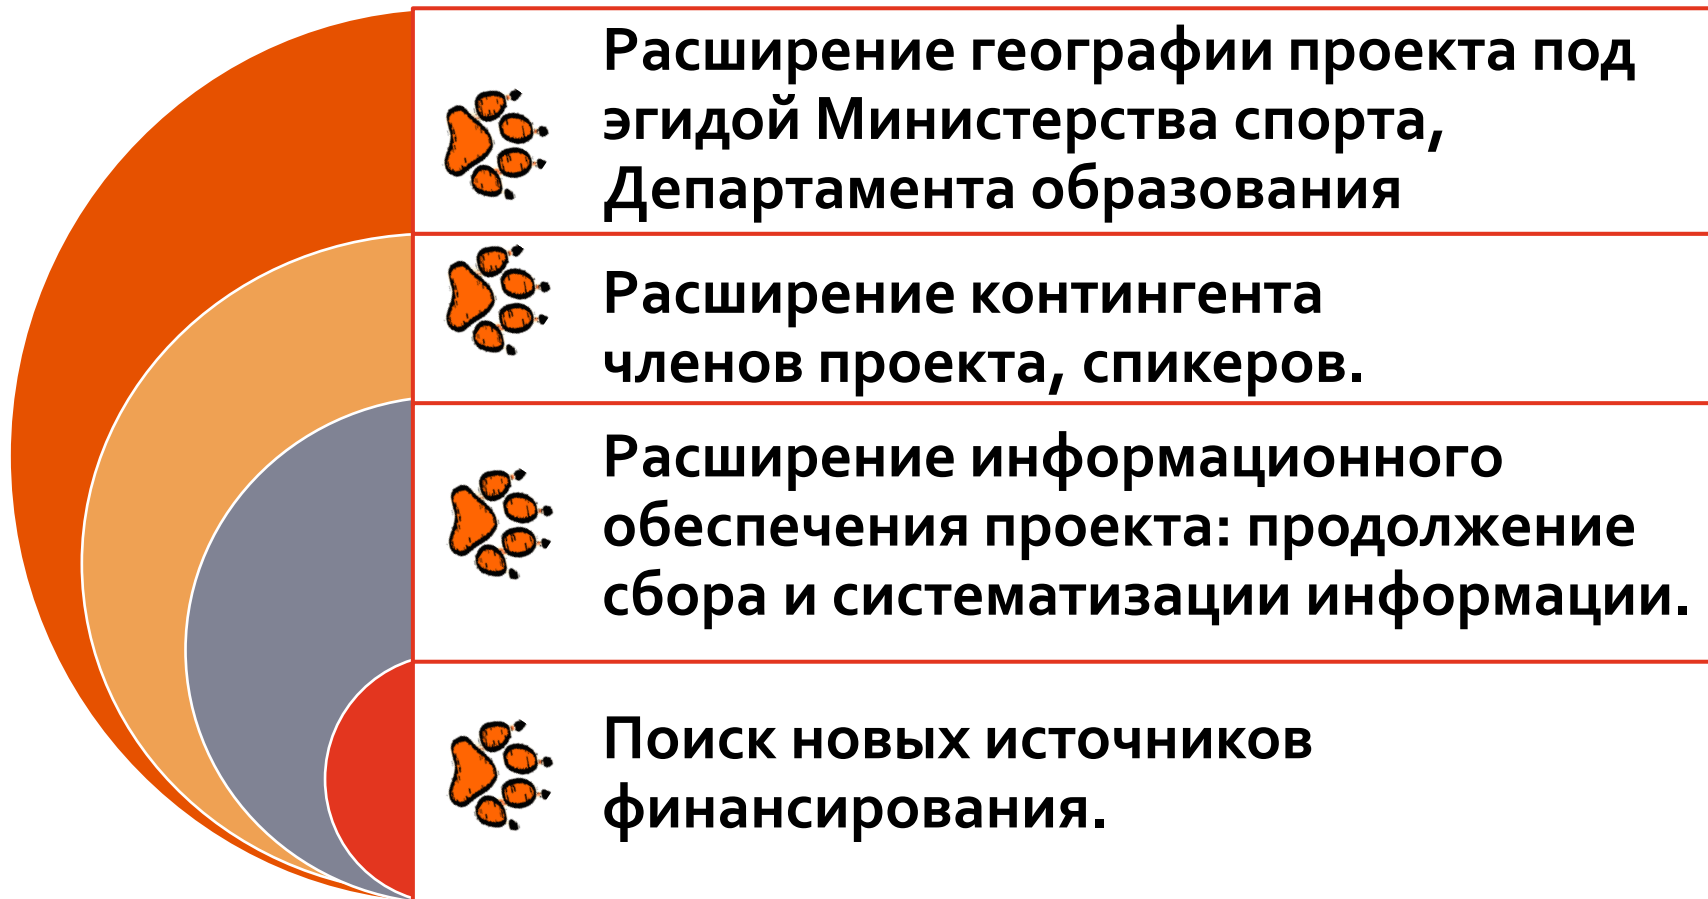 Расширение географии проекта под
эгидой Министерства спорта,
Департамента образования
Расширение контингента
членов проекта, спикеров.
Расширение информационного
обеспечения проекта: продолжение
сбора и систематизации информации.
Поиск новых источников
финансирования.